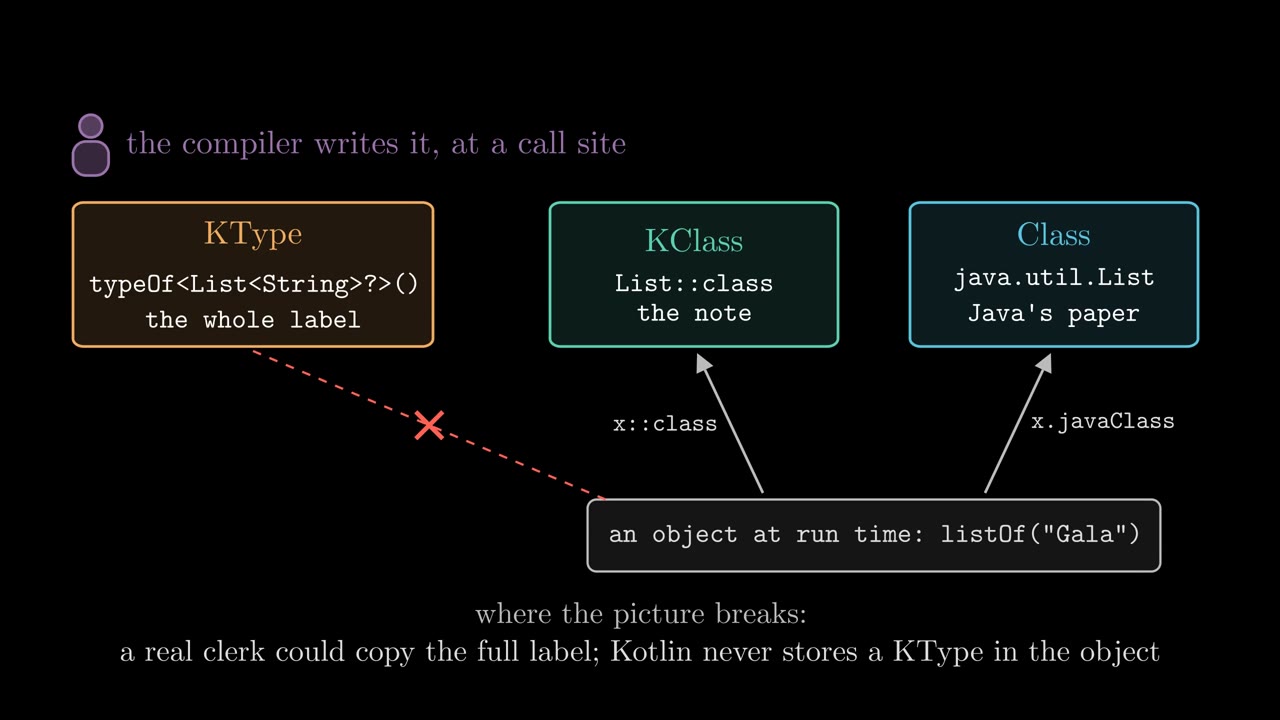 the compiler writes it, at a call site
KType
typeOf<List<String>?>()
the whole label
KClass
List::class
the note
Class
java.util.List
Java's paper
x::class
x.javaClass
an object at run time: listOf("Gala")
where the picture breaks:
a real clerk could copy the full label; Kotlin never stores a KType in the object